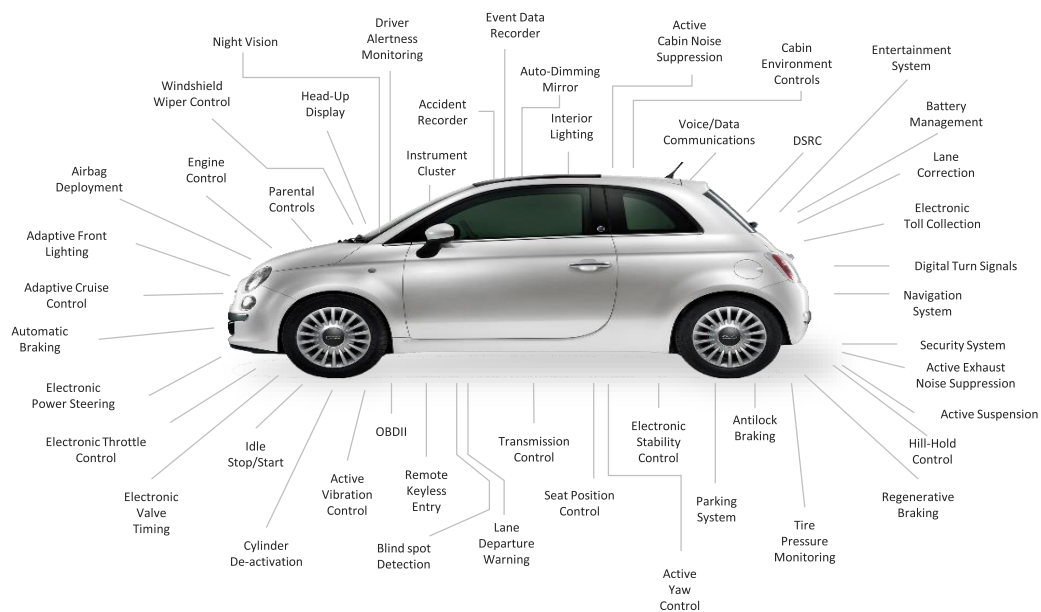 Night Vision
Driver
Alertness
Monitoring
Event Data
Recorder
Active
Cabin Noise
Suppression
Cabin
Environment
Controls
Entertainment
System
Windshield
Wiper Control
Head-Up
Display
Accident
Recorder
Auto-Dimming
Mirror
Interior
Lighting
Voice/Data
Communications
DSRC
Battery
Management
Airbag
Deployment
Engine
Control
Parental
Controls
Instrument
Cluster
Lane
Correction
Adaptive Front
Lighting
Electronic
Toll Collection
Adaptive Cruise
Control
Digital Turn Signals
Automatic
Braking
Navigation
System
Security System
Electronic
Power Steering
Active Exhaust
Noise Suppression
Electronic Throttle
Control
Active Suspension
Hill-Hold
Control
Electronic
Valve
Timing
Idle
Stop/Start
Cylinder
De-activation
Active
Vibration
Control
OBDII
Remote
Keyless
Entry
Blind spot
Detection
Lane
Departure
Warning
Transmission
Control
Seat Position
Control
Electronic
Stability
Control
Active
Yaw
Control
Parking
System
Antilock
Braking
Tire
Pressure
Monitoring
Regenerative
Braking